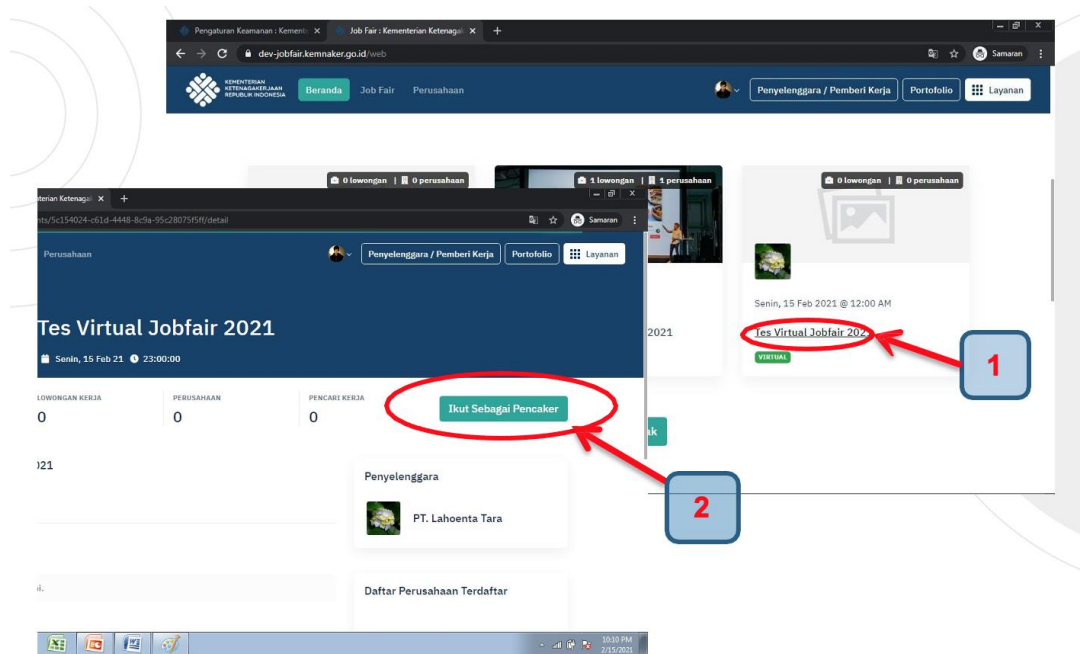 Pengaturan Keamanan : Kement
Job Fair : Kementerian Ketenagal
dev-jobfair.kemnaker.go.id/web
Samaran
KEMENTERIAN
KETENAGAKERJAAN
REPUBLIK INDONESIA
Beranda
Job Fair
Perusahaan
Penyelenggara / Pemberi Kerja
Portofolio
Layanan
0 lowongan | 0 perusahaan
1 lowongan | 1 perusahaan
0 lowongan | 0 perusahaan
Senin, 15 Feb 2021 @ 12:00 AM
2021
Tes Virtual Jobfair 202
VIRTUAL
1
ak
terian Ketenagal
nts/5c154024-c61d-4448-8c9a-95c28075f5ff/detail
Samaran
Perusahaan
Penyelenggara / Pemberi Kerja
Portofolio
Layanan
Tes Virtual Jobfair 2021
Senin, 15 Feb 21 23:00:00
LOWONGAN KERJA
0
PERUSAHAAN
0
PENCARI KERJA
0
Ikut Sebagai Pencaker
2
021
Penyelenggara
PT. Lahoenta Tara
ai.
Daftar Perusahaan Terdaftar
10:10 PM
2/15/2021